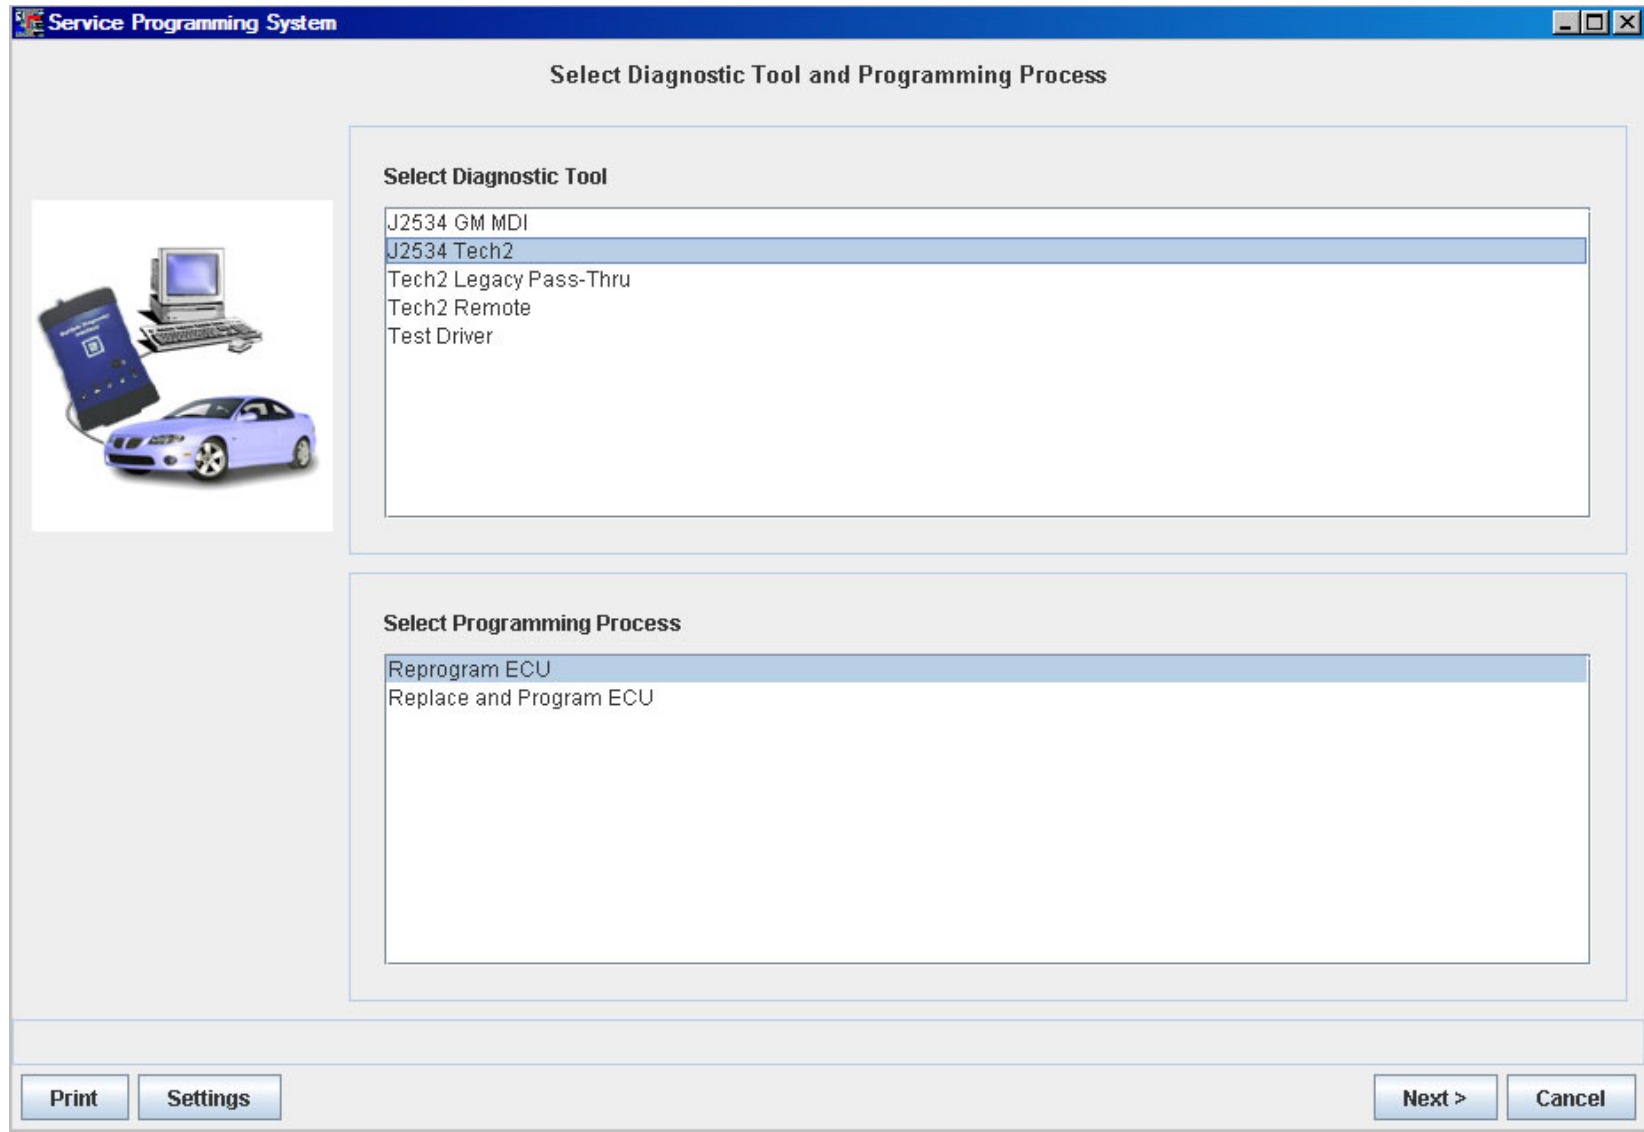 Service Programming System
Select Diagnostic Tool and Programming Process
Select Diagnostic Tool
J2534 GM MDI
J2534 Tech2
Tech2 Legacy Pass-Thru
Tech2 Remote
Test Driver
Select Programming Process
Reprogram ECU
Replace and Program ECU
Print
Settings
Next >
Cancel